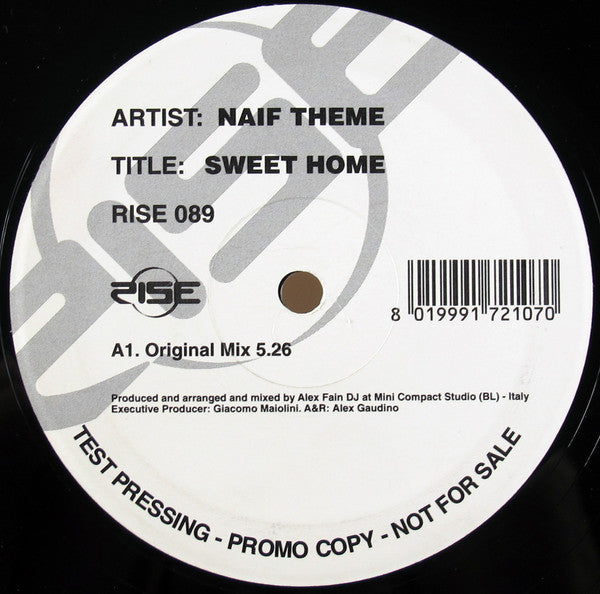 ARTIST: NAIF THEME
TITLE: SWEET HOME
RISE 089
RISE
8 019991 721070
A1. Original Mix 5.26
Produced and arranged and mixed by Alex Fain DJ at Mini Compact Studio (BL) - Italy
Executive Producer: Giacomo Maiolini. A&R: Alex Gaudino
TEST PRESSING - PROMO COPY - NOT FOR SALE